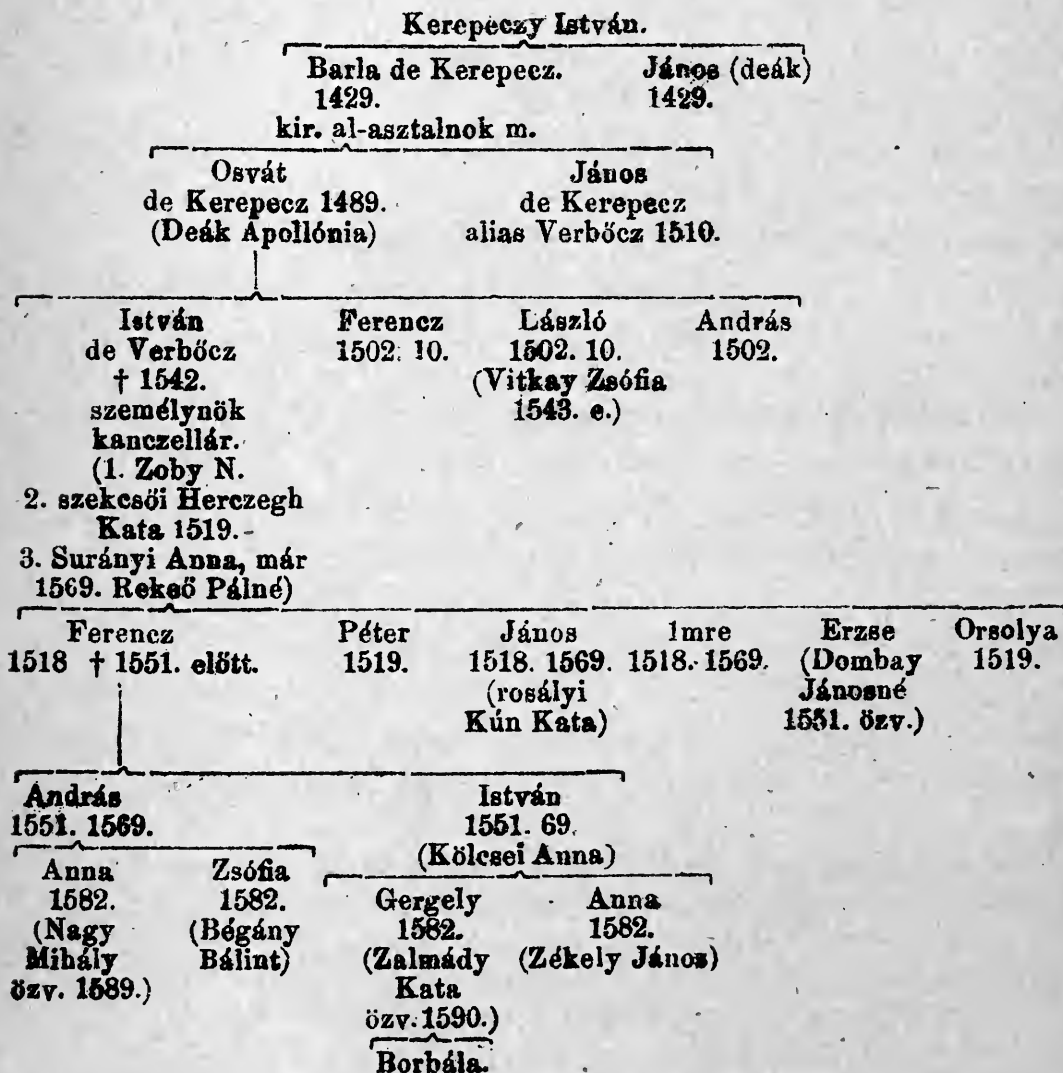 Kerepeczy István.
Barla de Kerepecz. János (deák)
1429. 1429.
kir. al-asztalnok m.
Osvát János
de Kerepecz 1489. de Kerepecz
(Deák Apollónia) alias Verbőcz 1510.
István Ferencz László András
de Verbőcz 1502. 10. 1502. 10. 1502.
† 1542. (Vitkay Zsófia
személynök 1543. e.)
kanczellár.
(1. Zoby N.
2. szekcsői Herczegh
Kata 1519.-
3. Surányi Anna, már
1569. Rekső Pálné)
Ferencz Péter János Imre Erzse Orsolya
1518 † 1551. előtt. 1519. 1518. 1569. 1518. 1569. (Dombay 1519.
(rosályi Jánosné
Kún Kata) 1551. özv.)
András István
1551. 1569. 1551. 69.
(Kölcsei Anna)
Anna Zsófia Gergely Anna
1582. 1582. 1582. 1582.
(Nagy (Bégány (Zalmády (Zékely János)
Mihály Bálint) Kata
özv. 1589.) özv. 1590.)
Borbála.